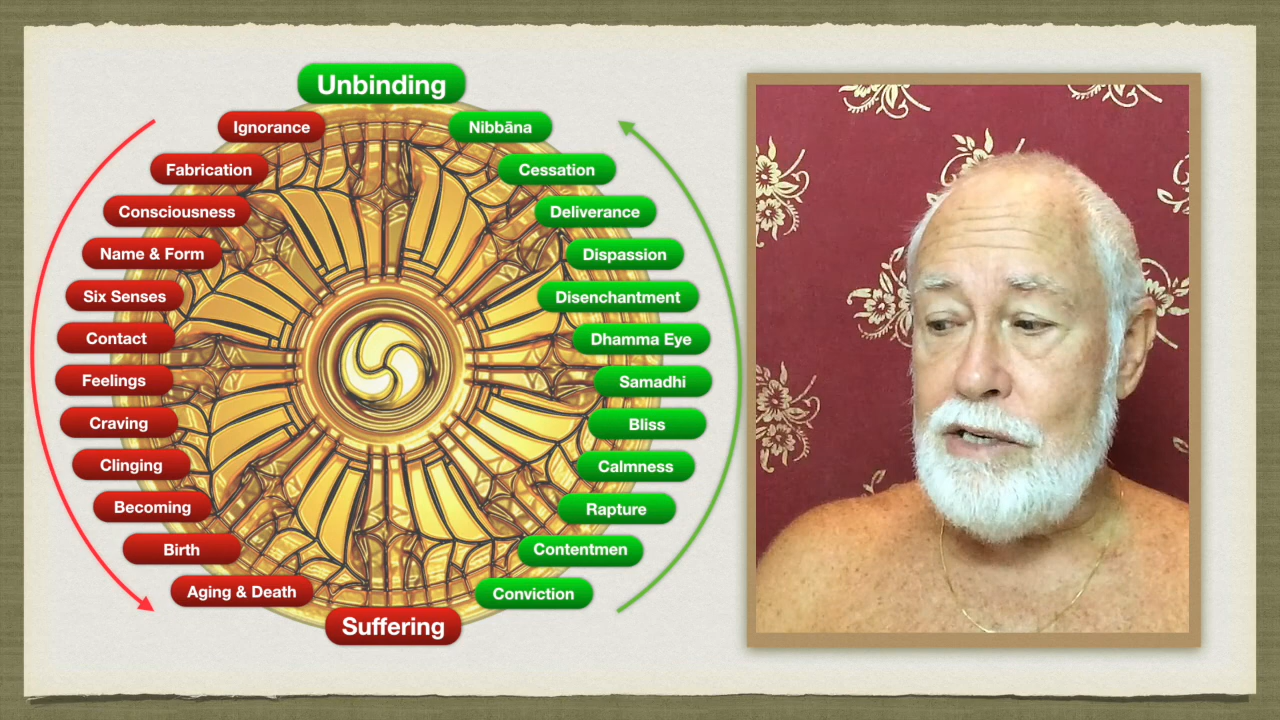 Unbinding
Ignorance
Fabrication
Consciousness
Name & Form
Six Senses
Contact
Feelings
Craving
Clinging
Becoming
Birth
Aging & Death
Suffering
Nibbāna
Cessation
Deliverance
Dispassion
Disenchantment
Dhamma Eye
Samadhi
Bliss
Calmness
Rapture
Contentmen
Conviction